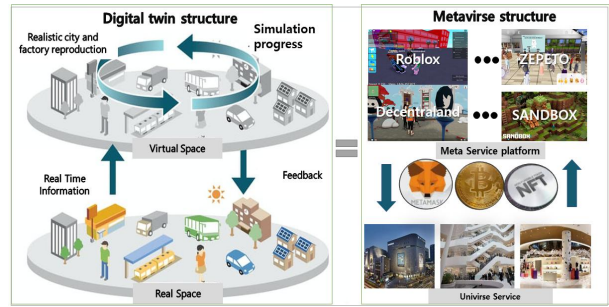 Digital twin structure
Realistic city and
factory reproduction
Simulation
progress
Virtual Space
Real Time
Information
Feedback
Real Space
Metavirse structure
Roblox
ZEPETO
Decentraland
SANDBOX
SANDBOX
Meta Service platform
METAMASK
NFT
Univirse Service